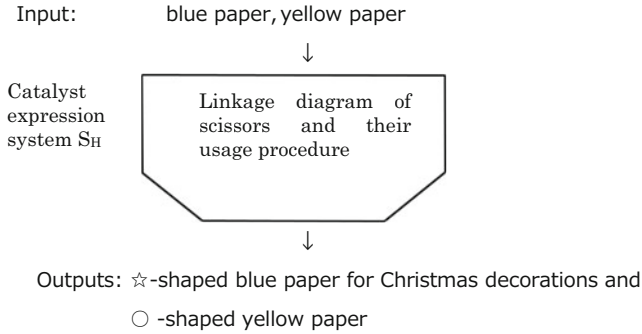 Input: blue paper, yellow paper
↓
Catalyst
expression
system SH
Linkage diagram of
scissors and their
usage procedure
↓
Outputs: ☆-shaped blue paper for Christmas decorations and
○ -shaped yellow paper